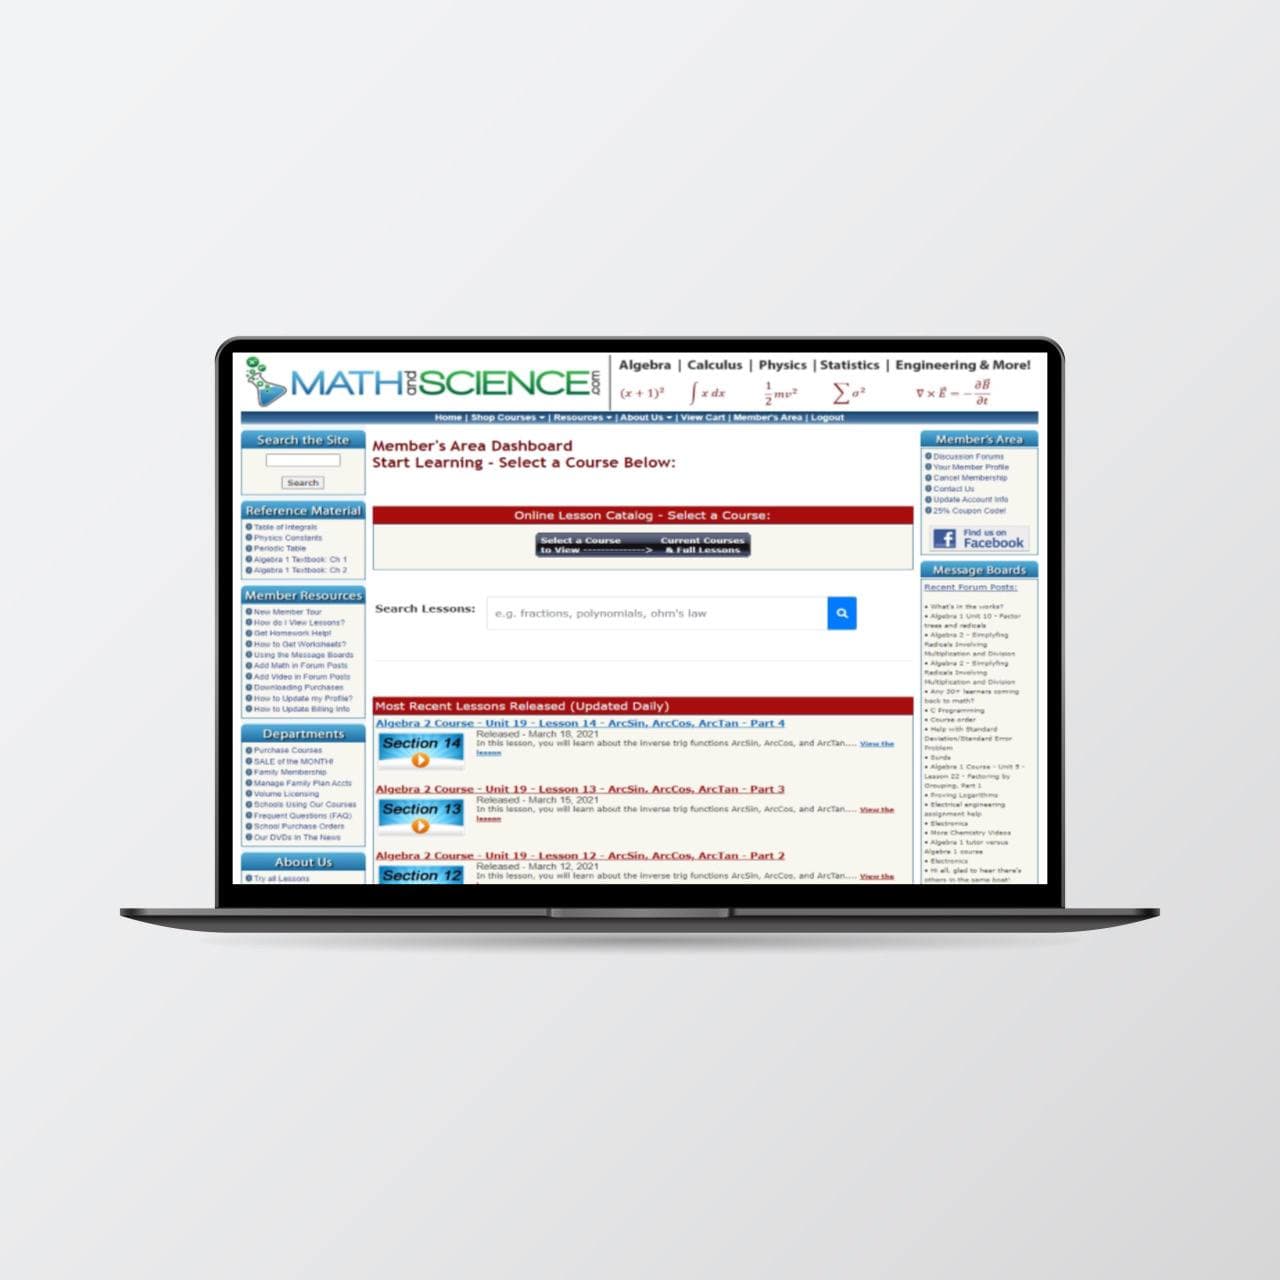 MATH and SCIENCE .com
Algebra | Calculus | Physics | Statistics | Engineering & More!
(x + 1)² ∫ x dx 1/2 mv² ∑ σ² ∇ × E⃗ = − ∂B⃗/∂t
Home | Shop Courses | Resources | About Us | View Cart | Member's Area | Logout
Search the Site
Search
Reference Material
Table of Integrals
Physics Constants
Periodic Table
Algebra 1 Textbook: Ch 1
Algebra 1 Textbook: Ch 2
Member Resources
New Member Tour
How do I View Lessons?
Get Homework Help!
How to Get Worksheets?
Using the Message Boards
Add Math in Forum Posts
Add Video in Forum Posts
Downloading Purchases
How to Update my Profile?
How to Update Billing Info
Departments
Purchase Courses
SALE of the MONTH!
Family Membership
Manage Family Plan Accts
Volume Licensing
Schools Using Our Courses
Frequent Questions (FAQ)
School Purchase Orders
Our DVDs In The News
About Us
Try all Lessons
Member's Area Dashboard
Start Learning - Select a Course Below:
Online Lesson Catalog - Select a Course:
Select a Course Current Courses
to View -------------> & Full Lessons
Search Lessons: e.g. fractions, polynomials, ohm's law
Most Recent Lessons Released (Updated Daily)
Algebra 2 Course - Unit 19 - Lesson 14 - ArcSin, ArcCos, ArcTan - Part 4
Section 14
Released - March 18, 2021
In this lesson, you will learn about the inverse trig functions ArcSin, ArcCos, and ArcTan.... View the
lesson
Algebra 2 Course - Unit 19 - Lesson 13 - ArcSin, ArcCos, ArcTan - Part 3
Section 13
Released - March 15, 2021
In this lesson, you will learn about the inverse trig functions ArcSin, ArcCos, and ArcTan.... View the
lesson
Algebra 2 Course - Unit 19 - Lesson 12 - ArcSin, ArcCos, ArcTan - Part 2
Section 12
Released - March 12, 2021
In this lesson, you will learn about the inverse trig functions ArcSin, ArcCos, and ArcTan.... View the
Member's Area
Discussion Forums
Your Member Profile
Cancel Membership
Contact Us
Update Account Info
25% Coupon Code!
Find us on
Facebook
Message Boards
Recent Forum Posts:
• What's in the works?
• Algebra 1 Unit 10 - Factor
trees and radicals
• Algebra 2 - Simplyfing
Radicals Involving
Multiplication and Division
• Algebra 2 - Simplyfing
Radicals Involving
Multiplication and Division
• Any 30+ learners coming
back to math?
• C Programming
• Course order
• Help with Standard
Deviation/Standard Error
Problem
• Surds
• Algebra 1 Course - Unit 5 -
Lesson 22 - Factoring by
Grouping, Part 1
• Proving Logarithms
• Electrical engineering
assignment help
• Electronics
• More Chemistry Videos
• Algebra 1 tutor versus
Algebra 1 course
• Electronics
• Hi all, glad to hear there's
others in the same boat!